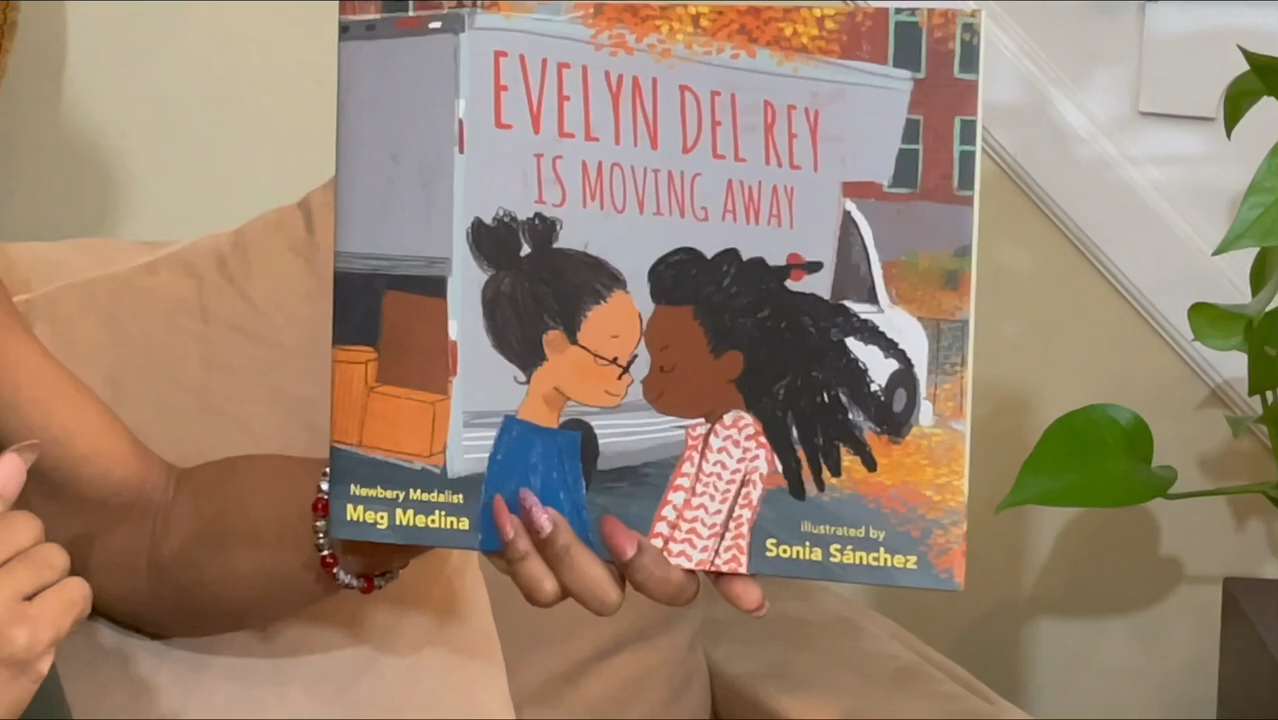 EVELYN DEL REY
IS MOVING AWAY
Newbery Medalist
Meg Medina
illustrated by
Sonia Sánchez